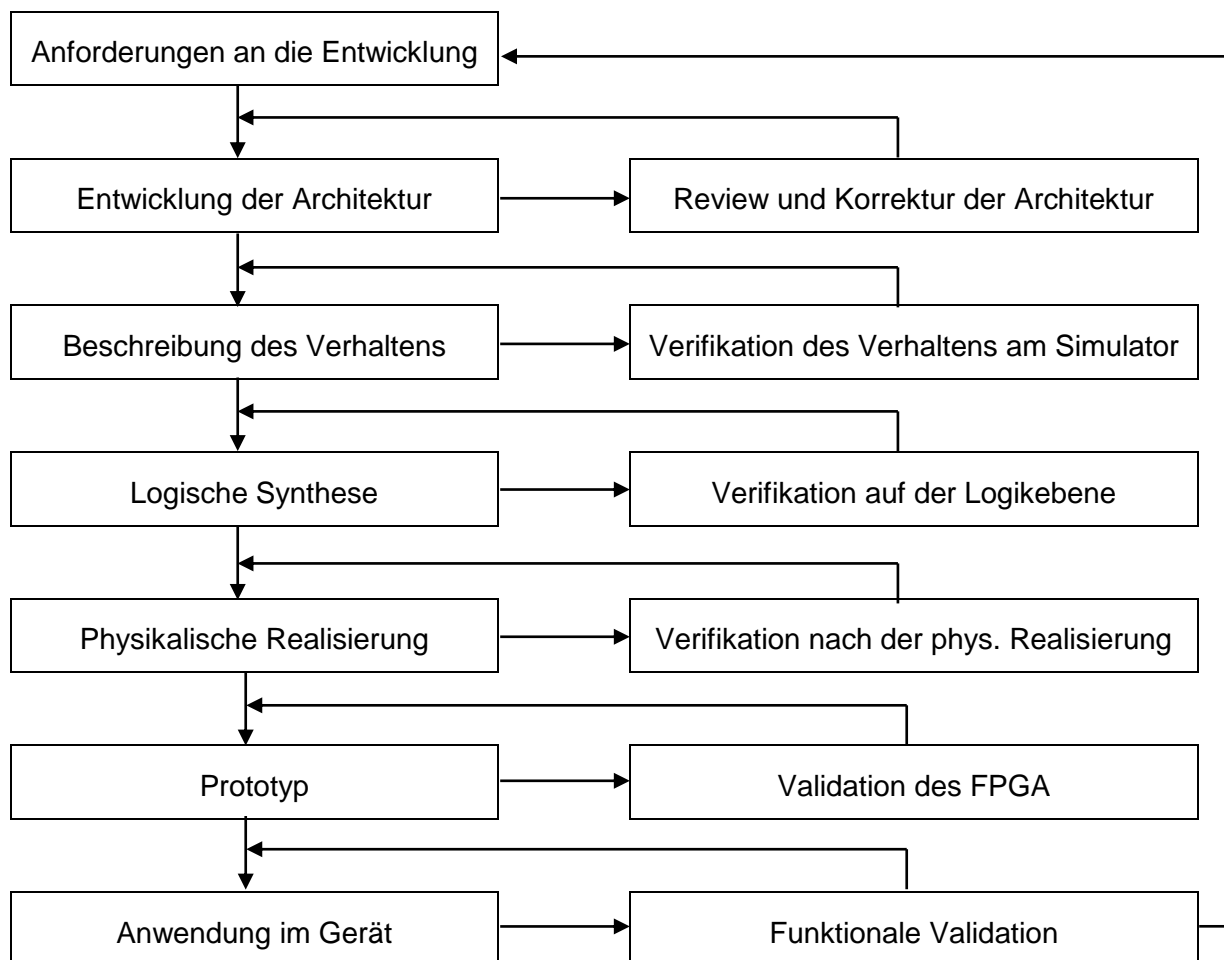 Anforderungen an die Entwicklung
Entwicklung der Architektur
Review und Korrektur der Architektur
Beschreibung des Verhaltens
Verifikation des Verhaltens am Simulator
Logische Synthese
Verifikation auf der Logikebene
Physikalische Realisierung
Verifikation nach der phys. Realisierung
Prototyp
Validation des FPGA
Anwendung im Gerät
Funktionale Validation